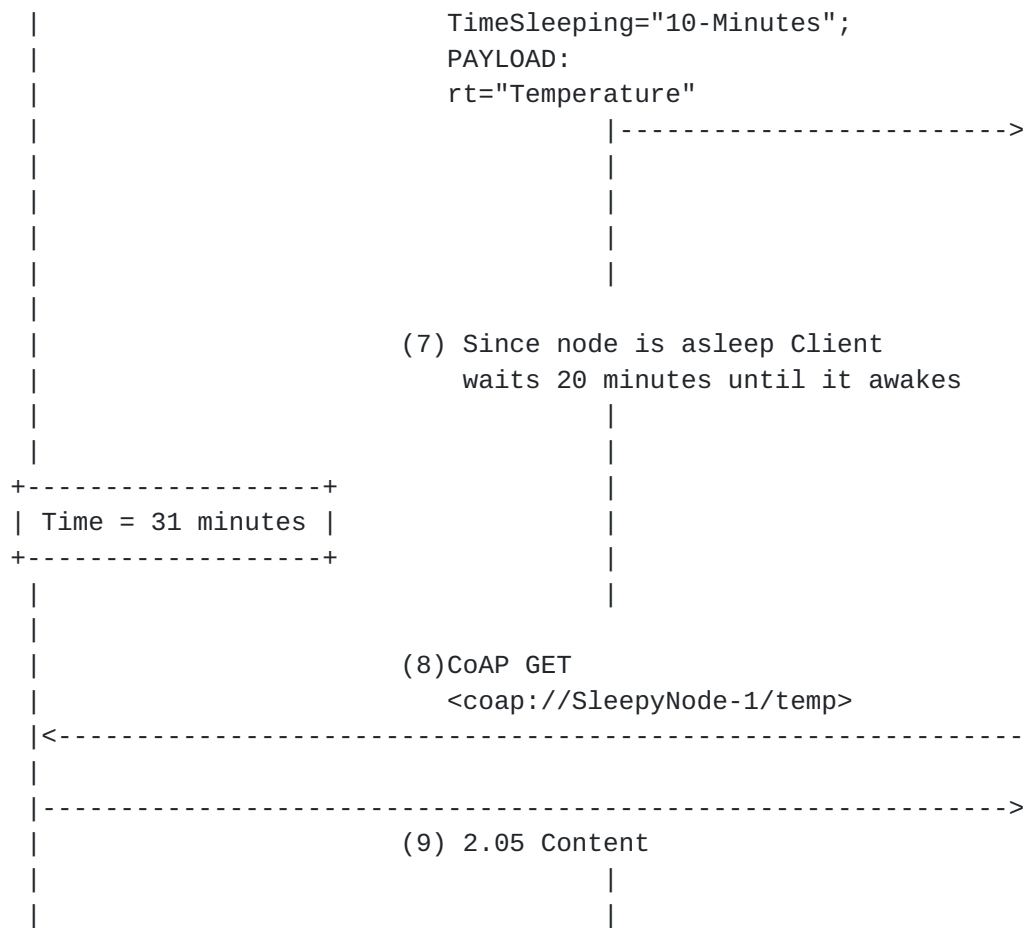 TimeSleeping="10-Minutes";
PAYLOAD:
rt="Temperature"
(7) Since node is asleep Client
waits 20 minutes until it awakes
Time = 31 minutes
(8)CoAP GET
<coap://SleepyNode-1/temp>
(9) 2.05 Content